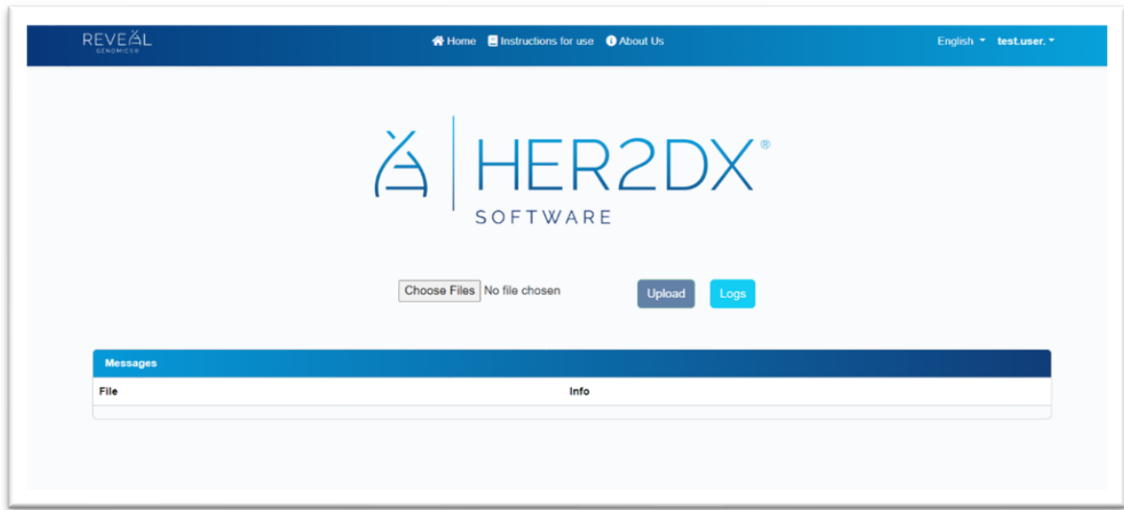 REVEAL Home Instructions for use About Us English test.user.
GENOMICS®
HER2DX®
SOFTWARE
Choose Files No file chosen Upload Logs
Messages
File Info